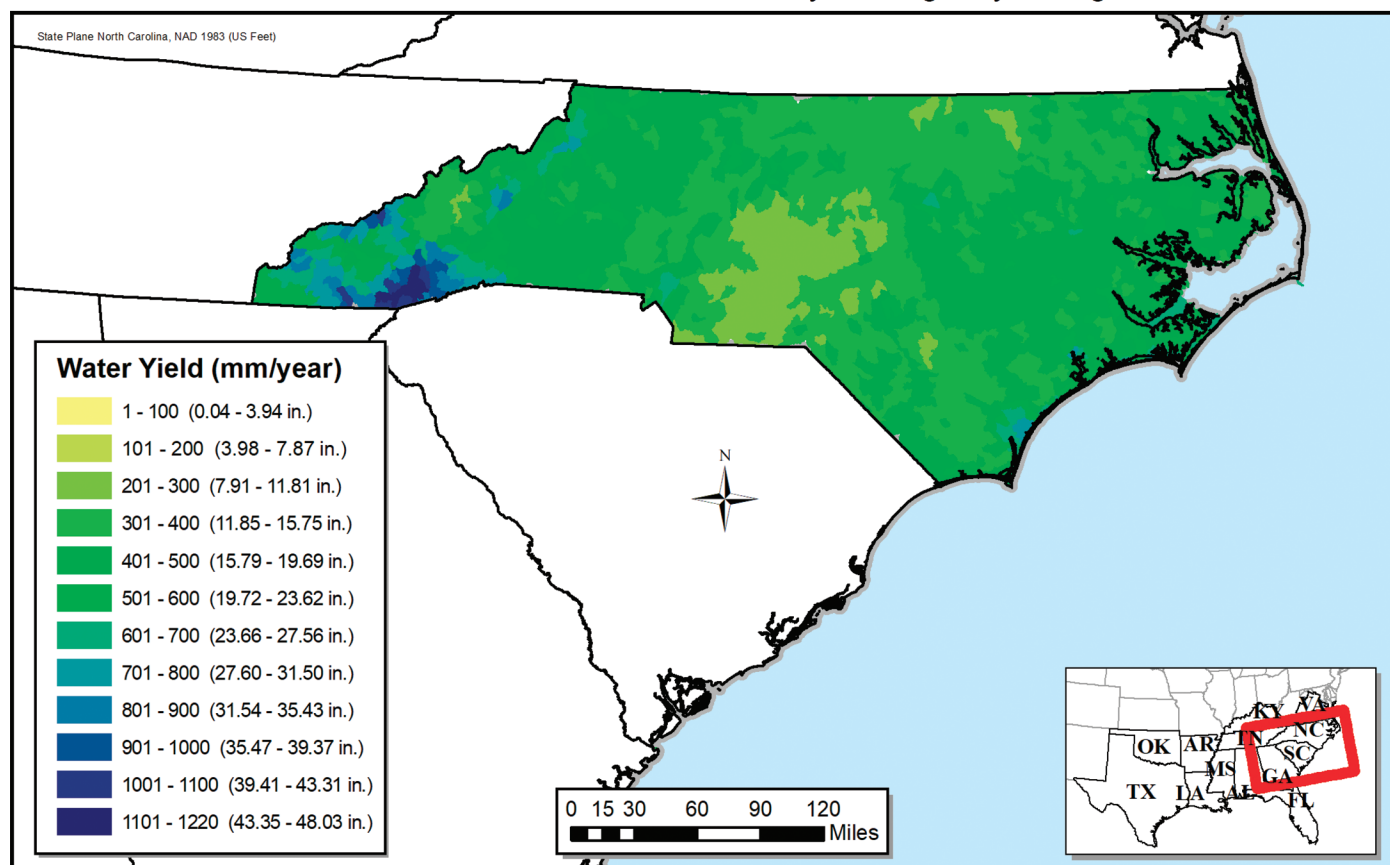 State Plane North Carolina, NAD 1983 (US Feet)
Water Yield (mm/year)
1 - 100 (0.04 - 3.94 in.)
101 - 200 (3.98 - 7.87 in.)
201 - 300 (7.91 - 11.81 in.)
301 - 400 (11.85 - 15.75 in.)
401 - 500 (15.79 - 19.69 in.)
501 - 600 (19.72 - 23.62 in.)
601 - 700 (23.66 - 27.56 in.)
701 - 800 (27.60 - 31.50 in.)
801 - 900 (31.54 - 35.43 in.)
901 - 1000 (35.47 - 39.37 in.)
1001 - 1100 (39.41 - 43.31 in.)
1101 - 1220 (43.35 - 48.03 in.)
N
0 15 30 60 90 120
Miles
KY VA
OK AR TN NC
SC
MS
TX LA AL GA
FL